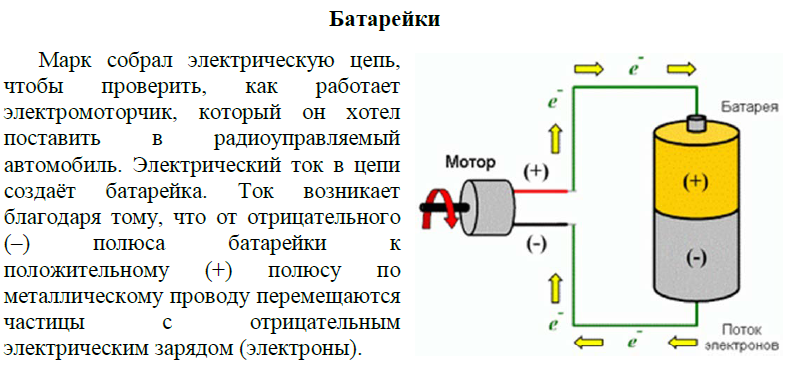 Батарейки
Марк собрал электрическую цепь,
чтобы проверить, как работает
электромоторчик, который он хотел
поставить в радиоуправляемый
автомобиль. Электрический ток в цепи
создаёт батарейка. Ток возникает
благодаря тому, что от отрицательного
(–) полюса батарейки к
положительному (+) полюсу по
металлическому проводу перемещаются
частицы с отрицательным
электрическим зарядом (электроны).
e⁻
e⁻
Батарея
Мотор
(+)
(+)
(-)
(-)
e⁻
e⁻
Поток
электронов